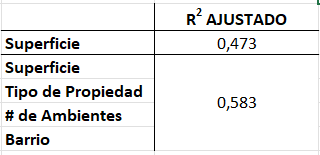 R² AJUSTADO
Superficie 0,473
Superficie
Tipo de Propiedad
0,583
# de Ambientes
Barrio